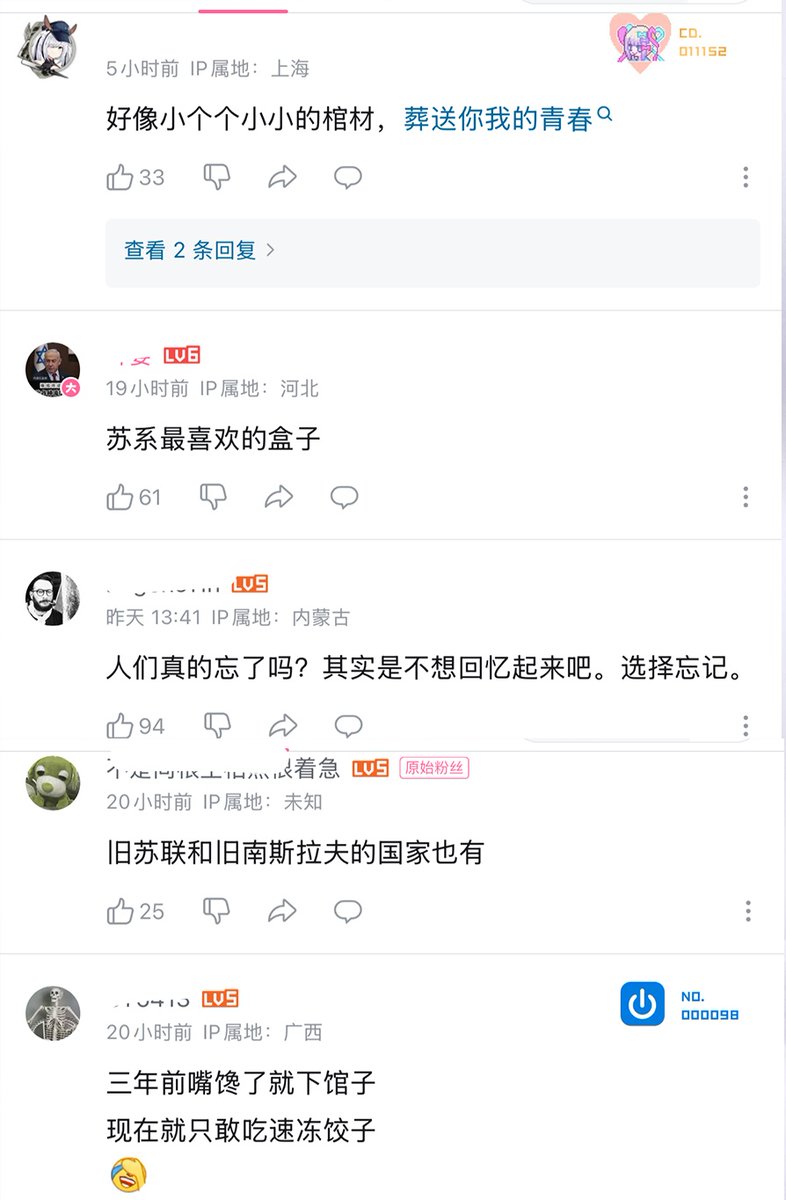 CO.
011152
5小时前 IP属地：上海
好像小个个小小的棺材，葬送你我的青春
33
查看 2 条回复
LV6
大
19小时前 IP属地：河北
苏系最喜欢的盒子
61
LV5
昨天 13:41 IP属地：内蒙古
人们真的忘了吗？其实是不想回忆起来吧。选择忘记。
94
着急 LV5 原始粉丝
20小时前 IP属地：未知
旧苏联和旧南斯拉夫的国家也有
25
LV5
NO.
000098
20小时前 IP属地：广西
三年前嘴馋了就下馆子
现在就只敢吃速冻饺子